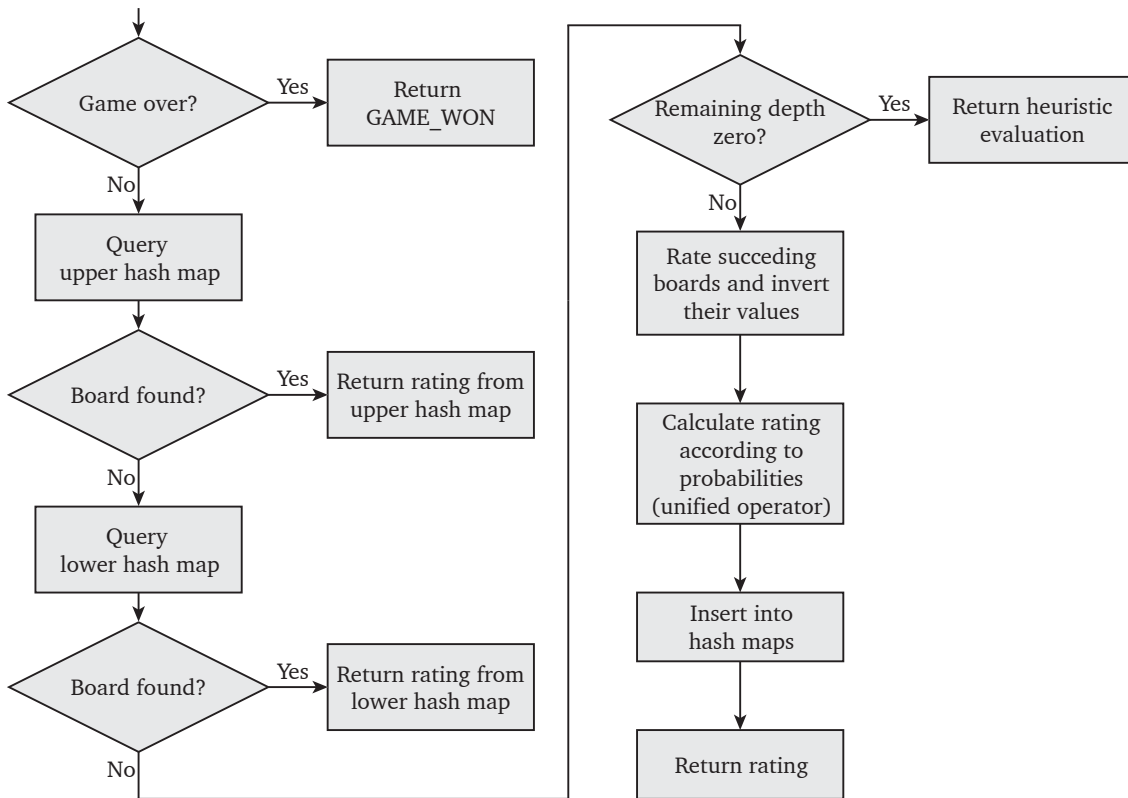 Game over?
Yes
Return
GAME_WON
No
Query
upper hash map
Board found?
Yes
Return rating from
upper hash map
No
Query
lower hash map
Board found?
Yes
Return rating from
lower hash map
No
Remaining depth
zero?
Yes
Return heuristic
evaluation
No
Rate succeding
boards and invert
their values
Calculate rating
according to
probabilities
(unified operator)
Insert into
hash maps
Return rating